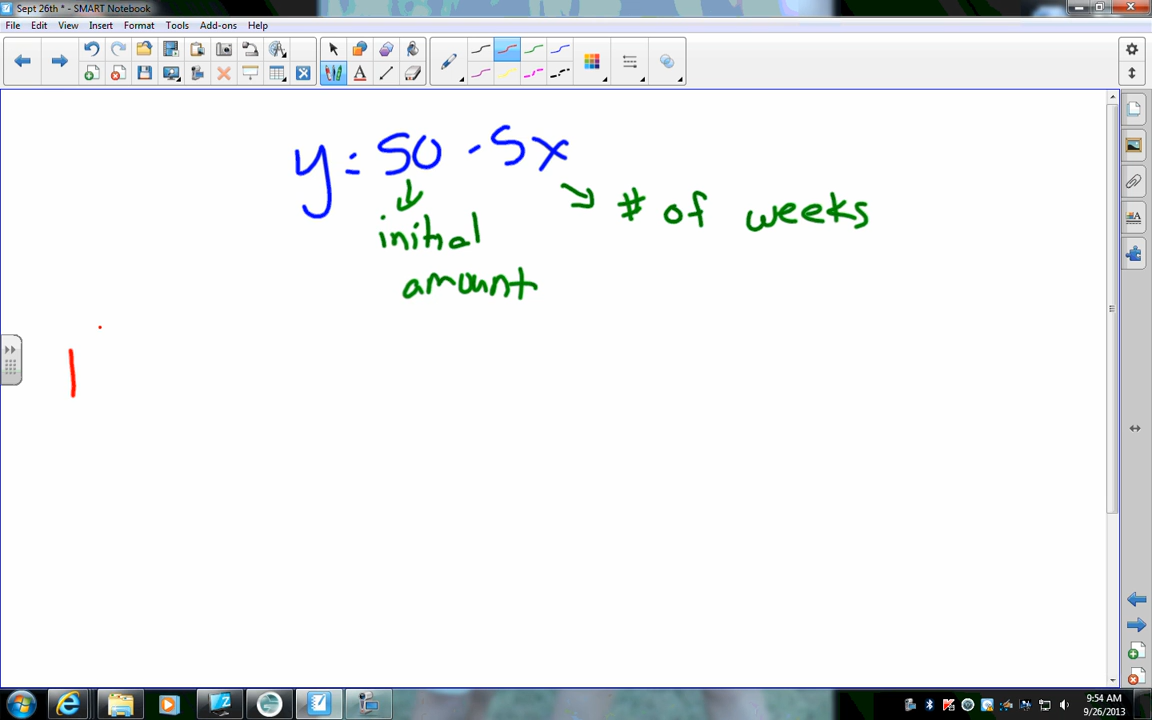 Sept 26th * - SMART Notebook
File Edit View Insert Format Tools Add-ons Help
y = 50 - 5x
↓ ↘ # of weeks
initial
amount
|
9:54 AM
9/26/2013